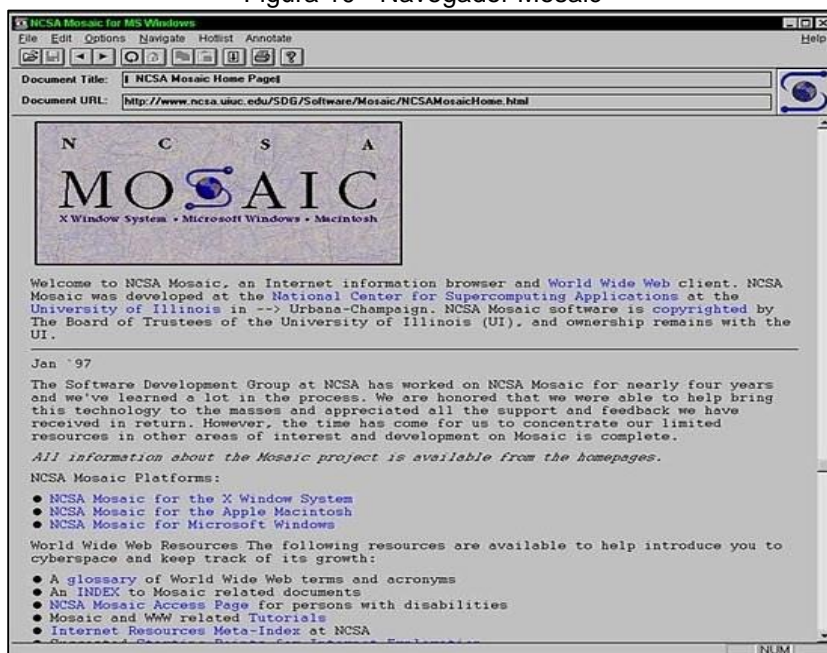 Figura 10 - Navegador Mosaic
NCSA Mosaic for MS Windows
File Edit Options Navigate Hotlist Annotate Help
Document Title: NCSA Mosaic Home Page
Document URL: http://www.ncsa.uiuc.edu/SDG/Software/Mosaic/NCSAMosaicHome.html
N C S A
MOSAIC
X Window System • Microsoft Windows • Macintosh
Welcome to NCSA Mosaic, an Internet information browser and World Wide Web client. NCSA
Mosaic was developed at the National Center for Supercomputing Applications at the
University of Illinois in --> Urbana-Champaign. NCSA Mosaic software is copyrighted by
The Board of Trustees of the University of Illinois (UI), and ownership remains with the
UI.
Jan `97
The Software Development Group at NCSA has worked on NCSA Mosaic for nearly four years
and we've learned a lot in the process. We are honored that we were able to help bring
this technology to the masses and appreciated all the support and feedback we have
received in return. However, the time has come for us to concentrate our limited
resources in other areas of interest and development on Mosaic is complete.
All information about the Mosaic project is available from the homepages.
NCSA Mosaic Platforms:
● NCSA Mosaic for the X Window System
● NCSA Mosaic for the Apple Macintosh
● NCSA Mosaic for Microsoft Windows
World Wide Web Resources The following resources are available to help introduce you to
cyberspace and keep track of its growth:
● A glossary of World Wide Web terms and acronyms
● An INDEX to Mosaic related documents
● NCSA Mosaic Access Page for persons with disabilities
● Mosaic and WWW related Tutorials
● Internet Resources Meta-Index at NCSA
● Suggested Starting Points for Internet Exploration
NUM